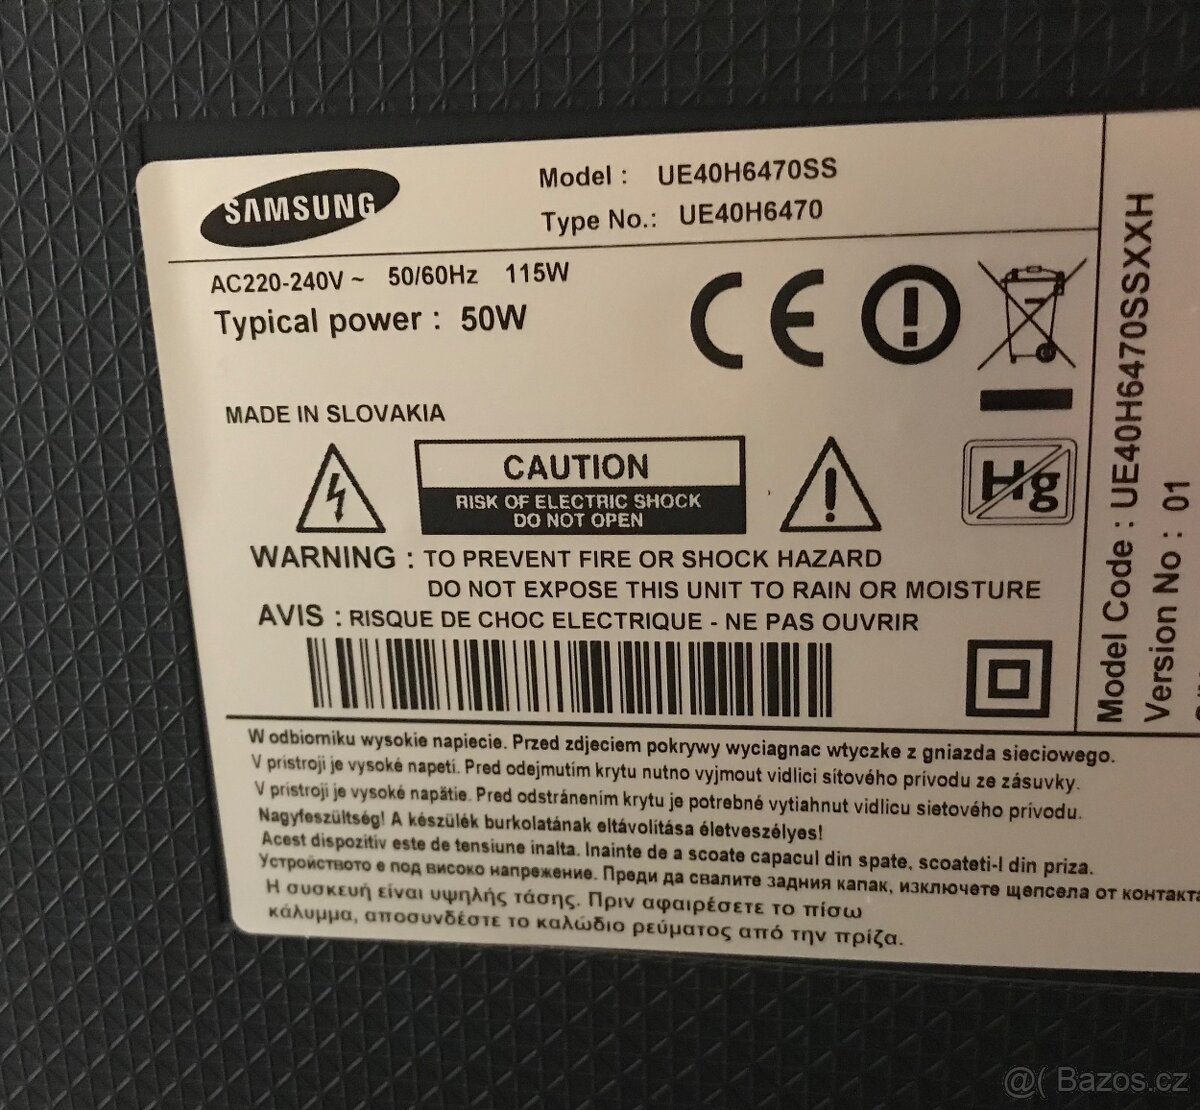 SAMSUNG
Model : UE40H6470SS
Type No.: UE40H6470
AC220-240V ~ 50/60Hz 115W
Typical power : 50W
MADE IN SLOVAKIA
CAUTION
RISK OF ELECTRIC SHOCK
DO NOT OPEN
Hg
WARNING : TO PREVENT FIRE OR SHOCK HAZARD
DO NOT EXPOSE THIS UNIT TO RAIN OR MOISTURE
AVIS : RISQUE DE CHOC ELECTRIQUE - NE PAS OUVRIR
W odbiorniku wysokie napiecie. Przed zdjeciem pokrywy wyciagnac wtyczke z gniazda sieciowego.
V prístroji je vysoké napetí. Pred odejmutím krytu nutno vyjmout vidlici sítového prívodu ze zásuvky.
V prístroji je vysoké napätie. Pred odstránením krytu je potrebné vytiahnut vidlicu sietového prívodu.
Nagyfeszültség! A készülék burkolatának eltávolítása életveszélyes!
Acest dispozitiv este de tensiune inalta. Inainte de a scoate capacul din spate, scoateti-l din priza.
Устройството е под високо напрежение. Преди да свалите задния капак, изключете щепсела от контакта
Η συσκευή είναι υψηλής τάσης. Πριν αφαιρέσετε το πίσω
κάλυμμα, αποσυνδέστε το καλώδιο ρεύματος από την πρίζα.
Model Code : UE40H6470SSXXH
Version No : 01
@( Bazos.cz